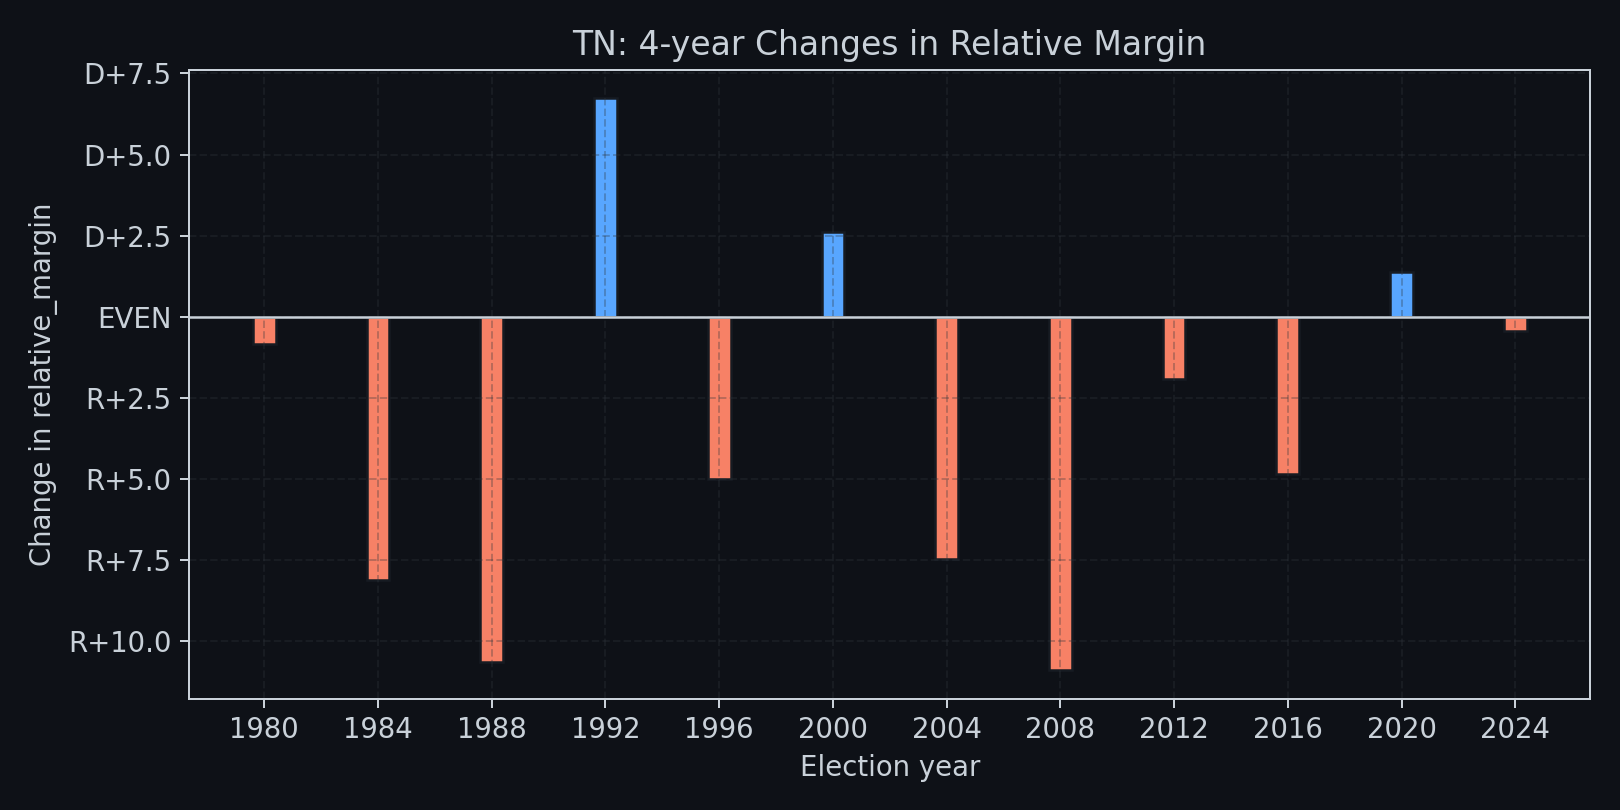 TN: 4-year Changes in Relative Margin
D+7.5
D+5.0
D+2.5
EVEN
R+2.5
R+5.0
R+7.5
R+10.0
Change in relative_margin
1980 1984 1988 1992 1996 2000 2004 2008 2012 2016 2020 2024
Election year